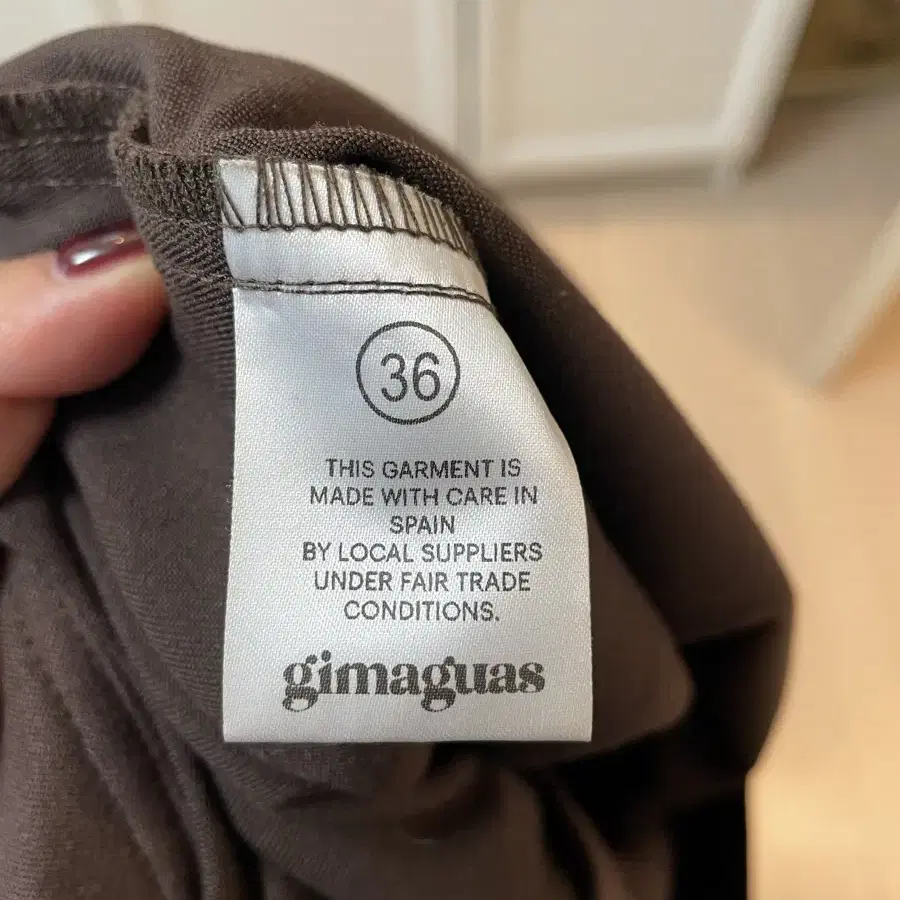 36
THIS GARMENT IS
MADE WITH CARE IN
SPAIN
BY LOCAL SUPPLIERS
UNDER FAIR TRADE
CONDITIONS.
gimaguas